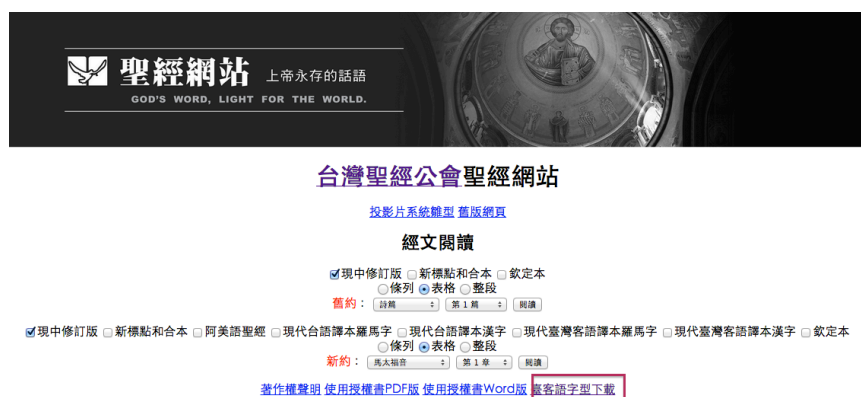 聖經網站 上帝永存的話語
GOD'S WORD, LIGHT FOR THE WORLD.
台灣聖經公會聖經網站
投影片系統雛型 舊版網頁
經文閱讀
現中修訂版 新標點和合本 欽定本
條列 表格 整段
舊約： 詩篇 第 1 篇 閱讀
現中修訂版 新標點和合本 阿美語聖經 現代台語譯本羅馬字 現代台語譯本漢字 現代臺灣客語譯本羅馬字 現代臺灣客語譯本漢字 欽定本
條列 表格 整段
新約： 馬太福音 第 1 章 閱讀
著作權聲明 使用授權書PDF版 使用授權書Word版 臺客語字型下載